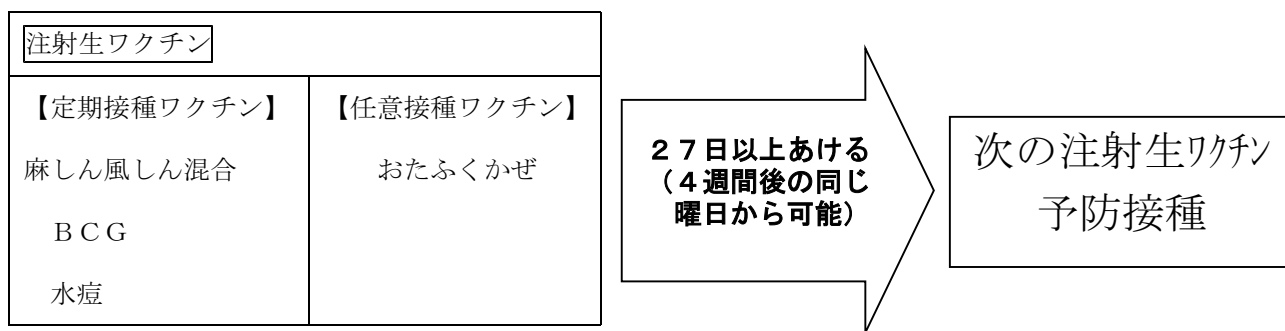 注射生ワクチン
【定期接種ワクチン】
麻しん風しん混合
ＢＣＧ
水痘
【任意接種ワクチン】
おたふくかぜ
２７日以上あける
（４週間後の同じ
曜日から可能）
次の注射生ﾜｸﾁﾝ
予防接種